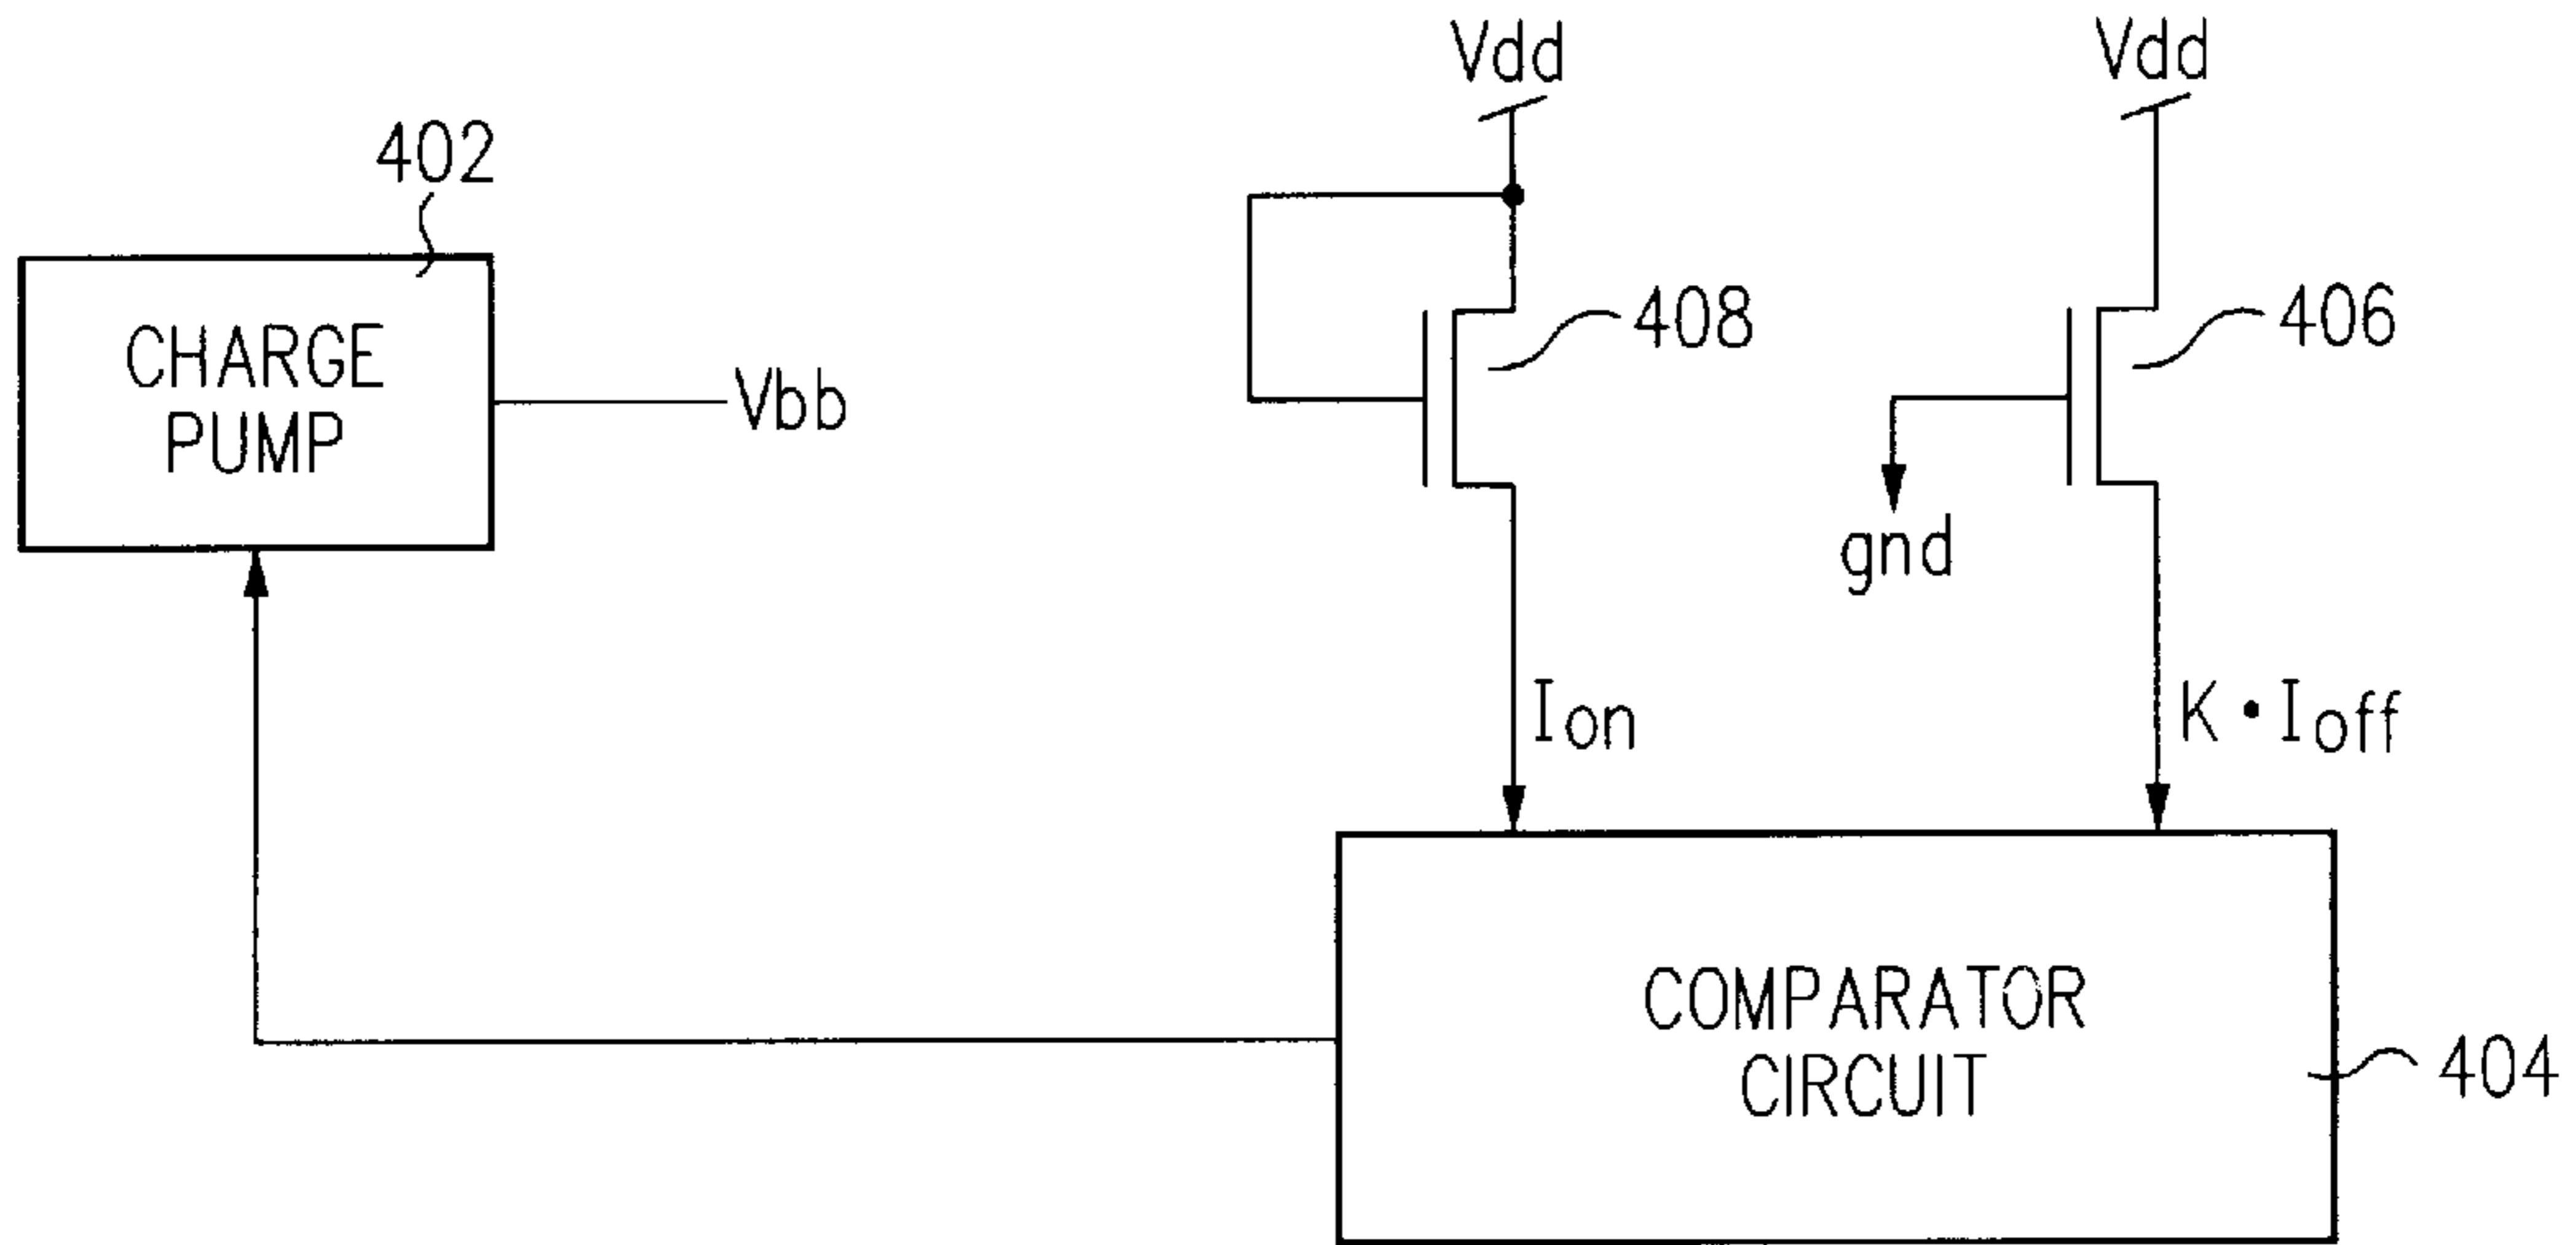 Vdd
Vdd
402
CHARGE
PUMP
Vbb
408
406
gnd
Ion
K • Ioff
COMPARATOR
CIRCUIT
404